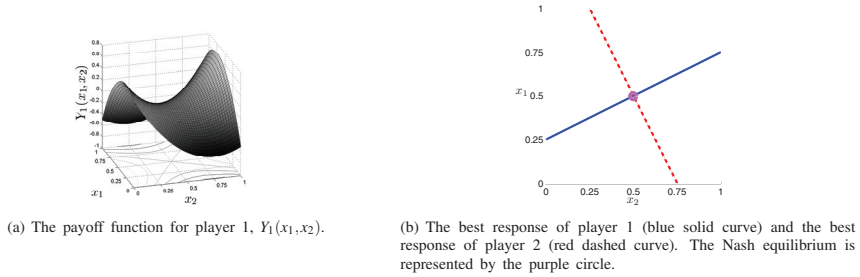 0.8
0.6
0.4
0.2
0
-0.2
-0.4
-0.6
-0.8
-1
Y₁(x₁,x₂)
1
0.75
0.5
0.25
0
x₁
0
0.25
0.5
0.75
1
x₂
(a) The payoff function for player 1, Y₁(x₁,x₂).
1
0.75
x₁ 0.5
0.25
0
0 0.25 0.5 0.75 1
x₂
(b) The best response of player 1 (blue solid curve) and the best
response of player 2 (red dashed curve). The Nash equilibrium is
represented by the purple circle.